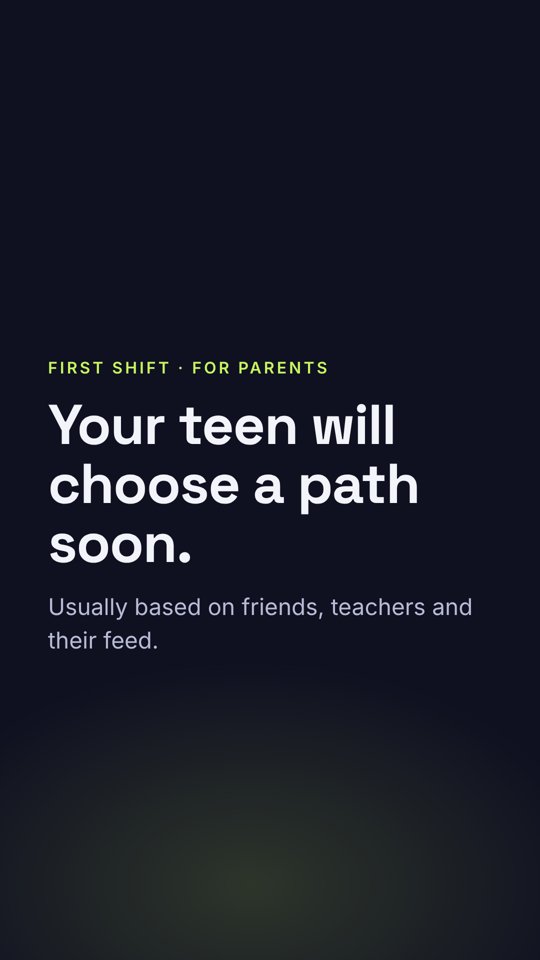 FIRST SHIFT · FOR PARENTS
Your teen will
choose a path
soon.
Usually based on friends, teachers and
their feed.